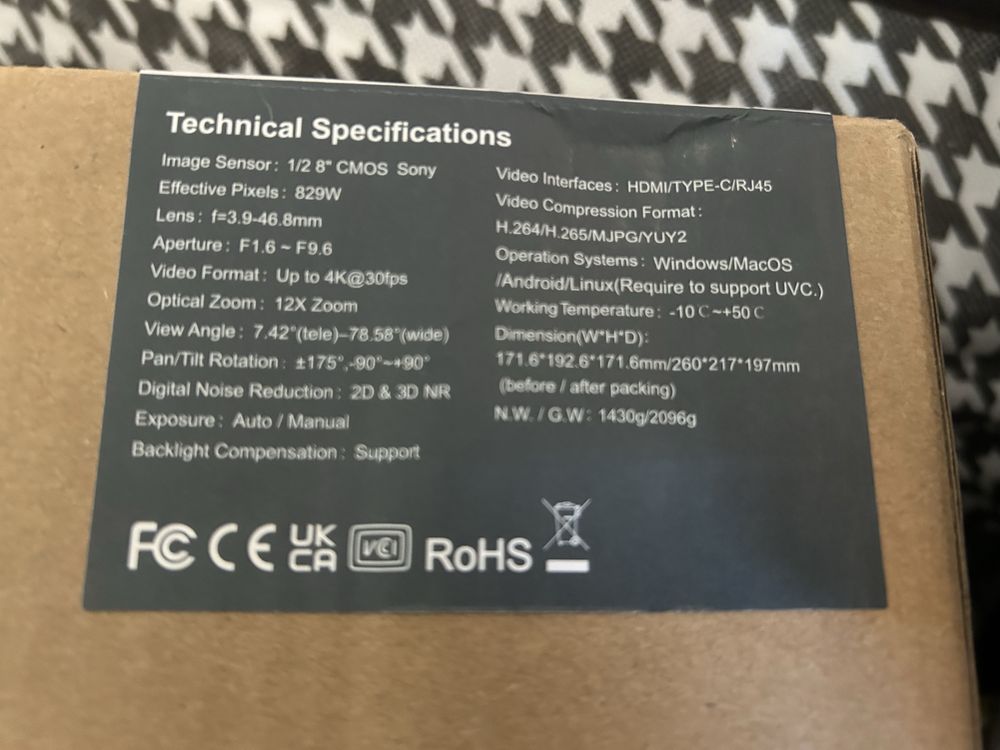 Technical Specifications
Image Sensor: 1/2 8" CMOS Sony
Effective Pixels: 829W
Lens: f=3.9-46.8mm
Aperture: F1.6 ~ F9.6
Video Format: Up to 4K@30fps
Optical Zoom: 12X Zoom
View Angle: 7.42°(tele)–78.58°(wide)
Pan/Tilt Rotation: ±175°,-90°~+90°
Digital Noise Reduction: 2D & 3D NR
Exposure: Auto / Manual
Backlight Compensation: Support
Video Interfaces: HDMI/TYPE-C/RJ45
Video Compression Format:
H.264/H.265/MJPG/YUY2
Operation Systems: Windows/MacOS
/Android/Linux(Require to support UVC.)
Working Temperature: -10℃~+50℃
Dimension(W*H*D):
171.6*192.6*171.6mm/260*217*197mm
(before / after packing)
N.W. / G.W: 1430g/2096g
FC CE UK CA VCI RoHS